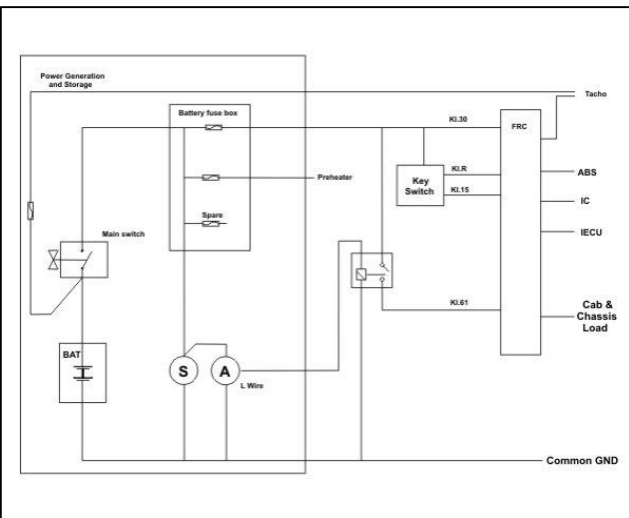 Power Generation
and Storage
Tacho
Battery fuse box
Kl.30
FRC
Kl.R
ABS
Preheater
Key
Switch
Kl.15
IC
Spare
Main switch
IECU
Kl.61
Cab &
Chassis
Load
BAT
S
A
L Wire
Common GND